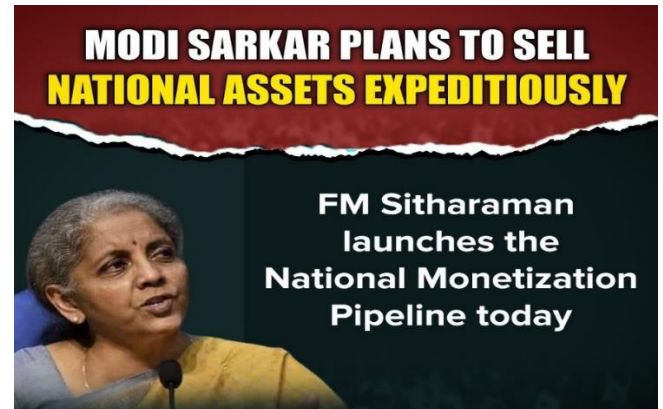 MODI SARKAR PLANS TO SELL
NATIONAL ASSETS EXPEDITIOUSLY
FM Sitharaman
launches the
National Monetization
Pipeline today